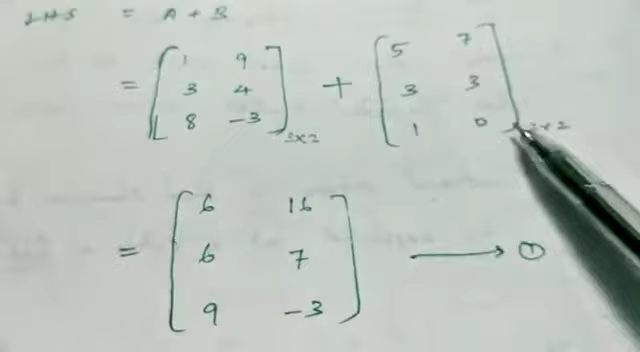 LHS = A + B
= [ 1 9 ]3x2 + [ 5 7 ]3x2
[ 3 4 ] [ 3 3 ]
[ 8 -3 ] [ 1 0 ]
= [ 6 16 ]
[ 6 7 ] → ①
[ 9 -3 ]